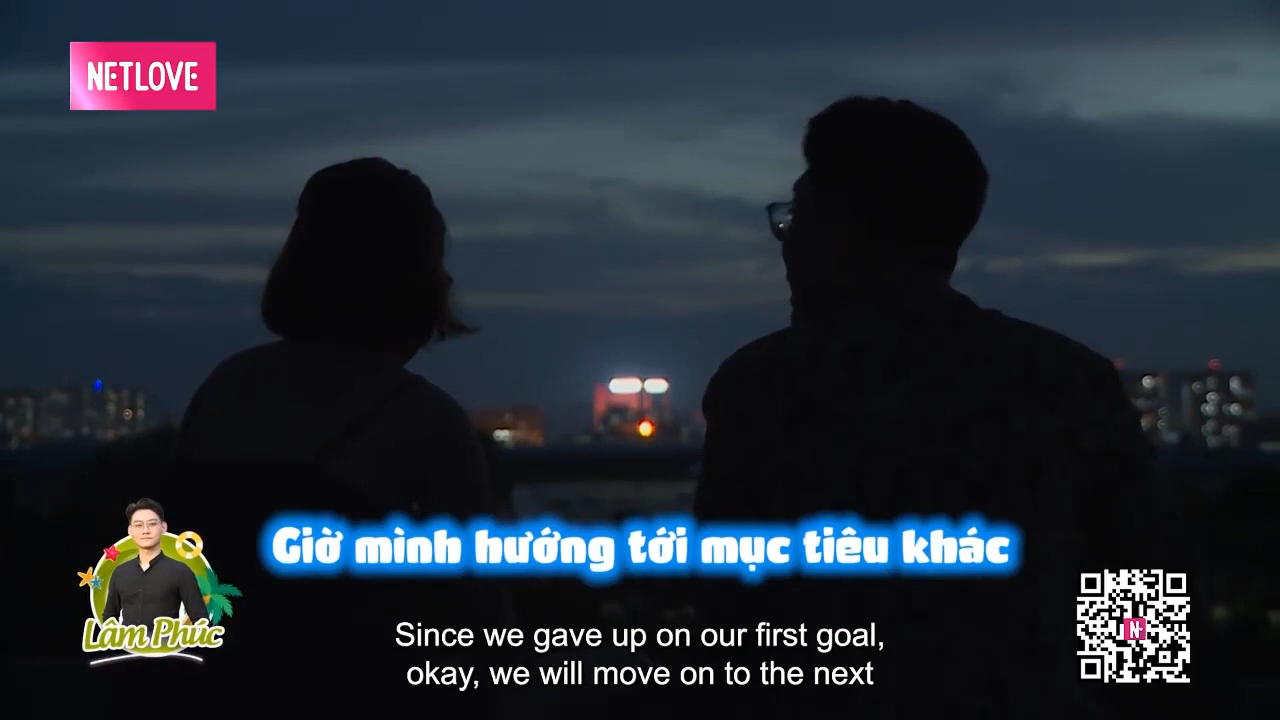 NETLOVE
Giờ mình hướng tới mục tiêu khác
Lâm Phúc
Since we gave up on our first goal,
okay, we will move on to the next
N